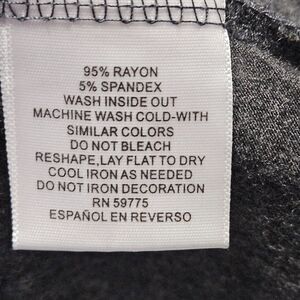 95% RAYON
5% SPANDEX
WASH INSIDE OUT
MACHINE WASH COLD-WITH
SIMILAR COLORS
DO NOT BLEACH
RESHAPE,LAY FLAT TO DRY
COOL IRON AS NEEDED
DO NOT IRON DECORATION
RN 59775
ESPAÑOL EN REVERSO